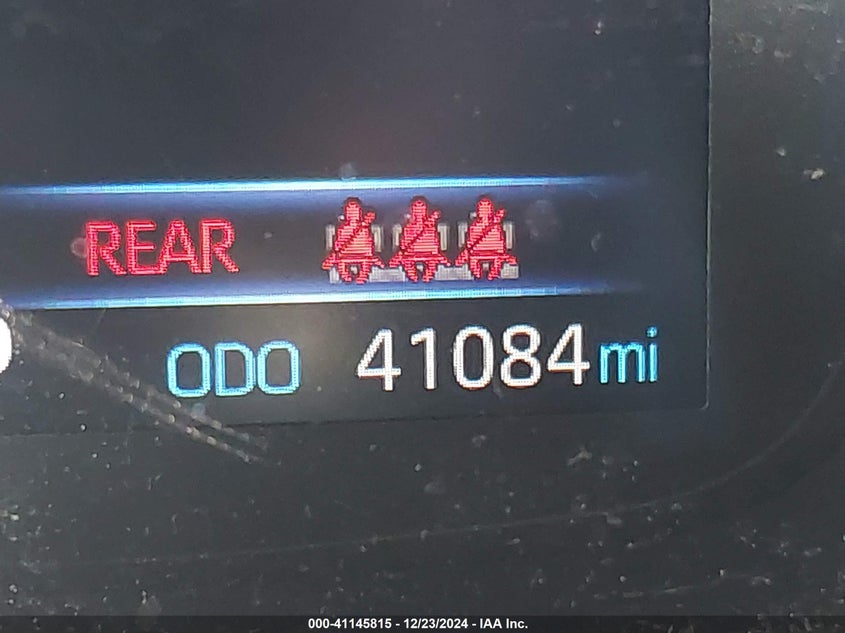 REAR
ODO 41084 mi
000-41145815 - 12/23/2024 - IAA Inc.